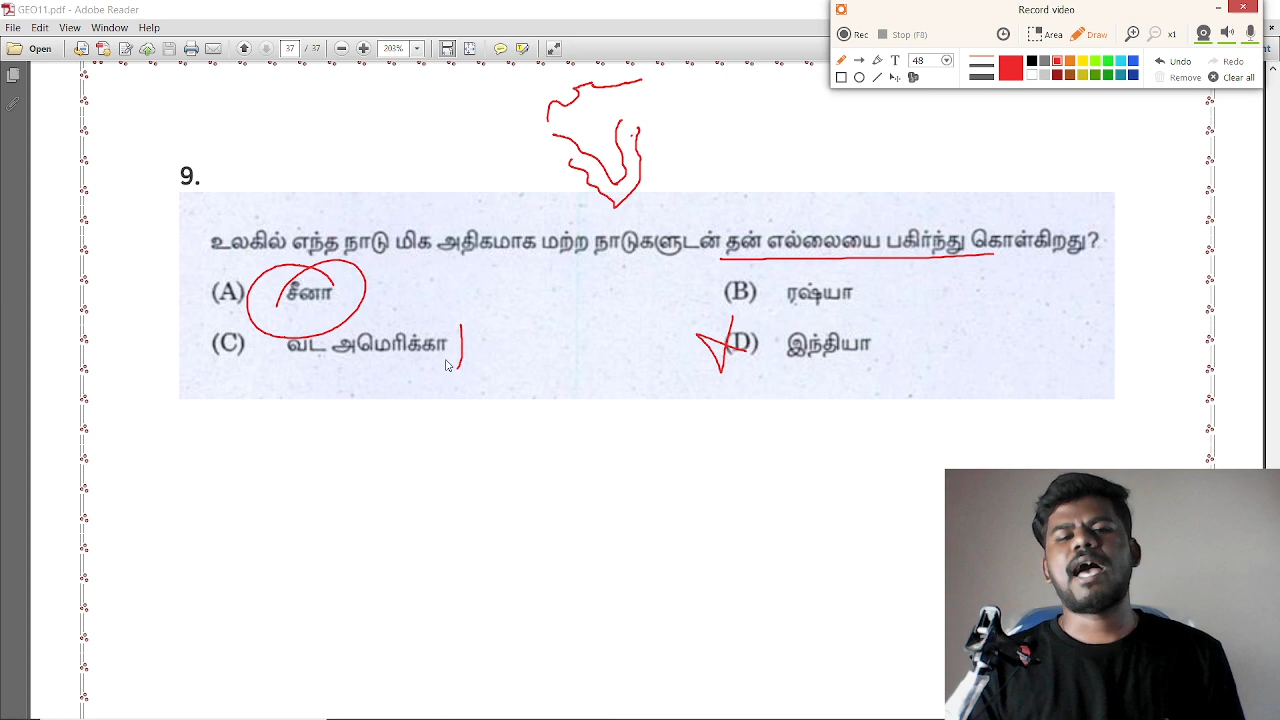 GEO11.pdf - Adobe Reader
Record video
File Edit View Window Help
Rec Stop (F8) Area Draw x1
Open 37 / 37 203%
T 48 Undo Redo
Remove Clear all
9.
உலகில் எந்த நாடு மிக அதிகமாக மற்ற நாடுகளுடன் தன் எல்லையை பகிர்ந்து கொள்கிறது?
(A) சீனா (B) ரஷ்யா
(C) வட அமெரிக்கா (D) இந்தியா